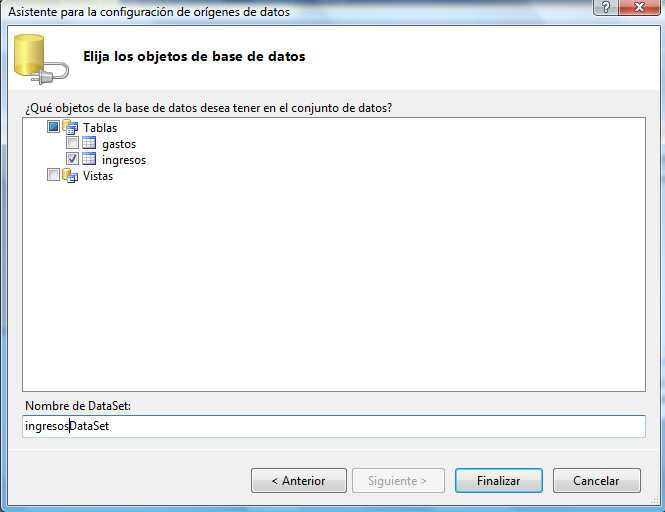 Asistente para la configuración de orígenes de datos
Elija los objetos de base de datos
¿Qué objetos de la base de datos desea tener en el conjunto de datos?
Tablas
gastos
ingresos
Vistas
Nombre de DataSet:
ingresosDataSet
< Anterior Siguiente > Finalizar Cancelar